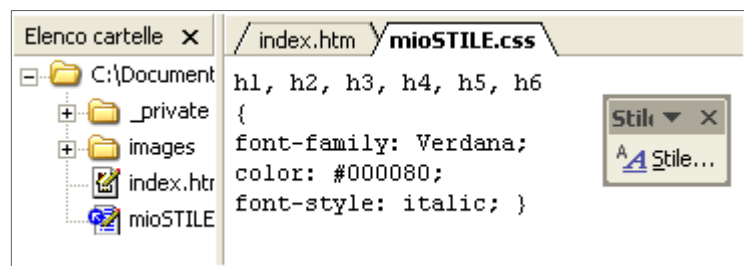 Elenco cartelle
C:\Document
_private
images
index.htr
mioSTILE
index.htm
mioSTILE.css
h1, h2, h3, h4, h5, h6
{
font-family: Verdana;
color: #000080;
font-style: italic; }
Stile
Stile...